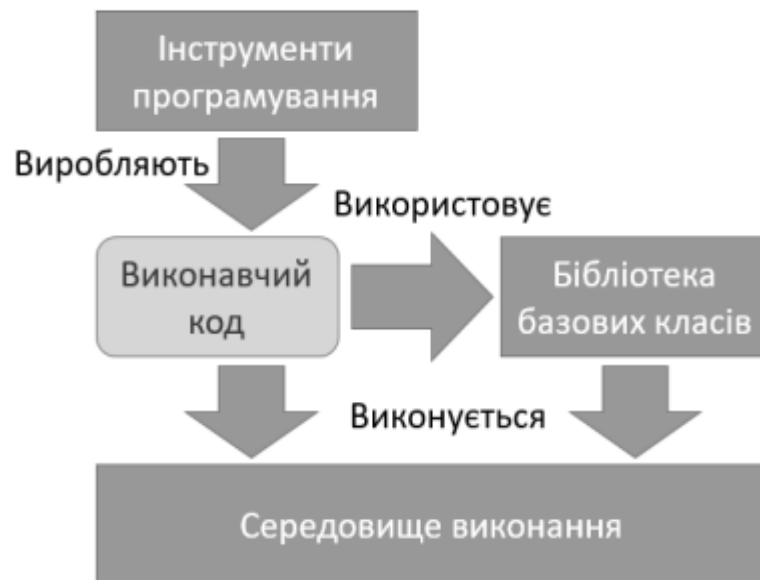 Інструменти
програмування
Виробляють
Використовує
Виконавчий
код
Бібліотека
базових класів
Виконується
Середовище виконання